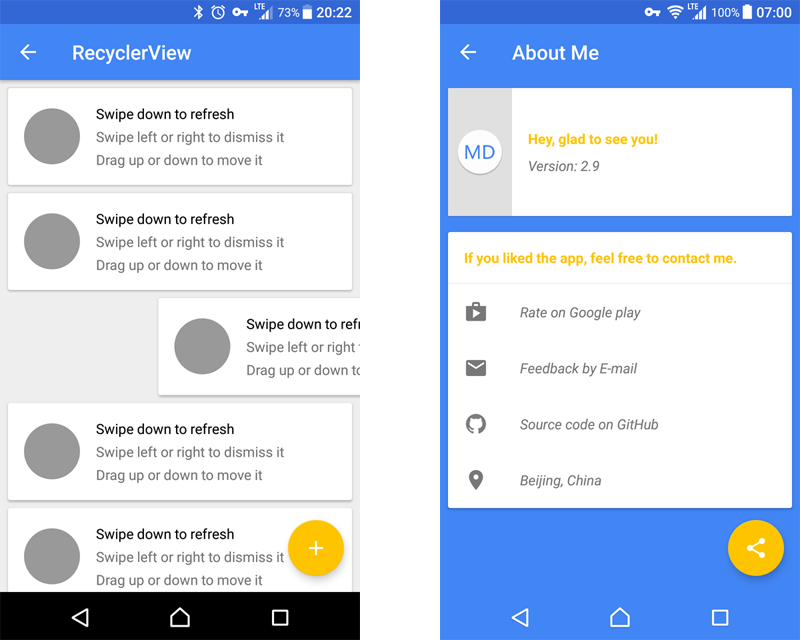 LTE 73% 20:22
RecyclerView
Swipe down to refresh
Swipe left or right to dismiss it
Drag up or down to move it
Swipe down to refresh
Swipe left or right to dismiss it
Drag up or down to move it
Swipe down to refr
Swipe left or right
Drag up or down to
Swipe down to refresh
Swipe left or right to dismiss it
Drag up or down to move it
Swipe down to refresh
Swipe left or right to dismiss it
Drag up or down to move it
LTE 100% 07:00
About Me
MD
Hey, glad to see you!
Version: 2.9
If you liked the app, feel free to contact me.
Rate on Google play
Feedback by E-mail
Source code on GitHub
Beijing, China